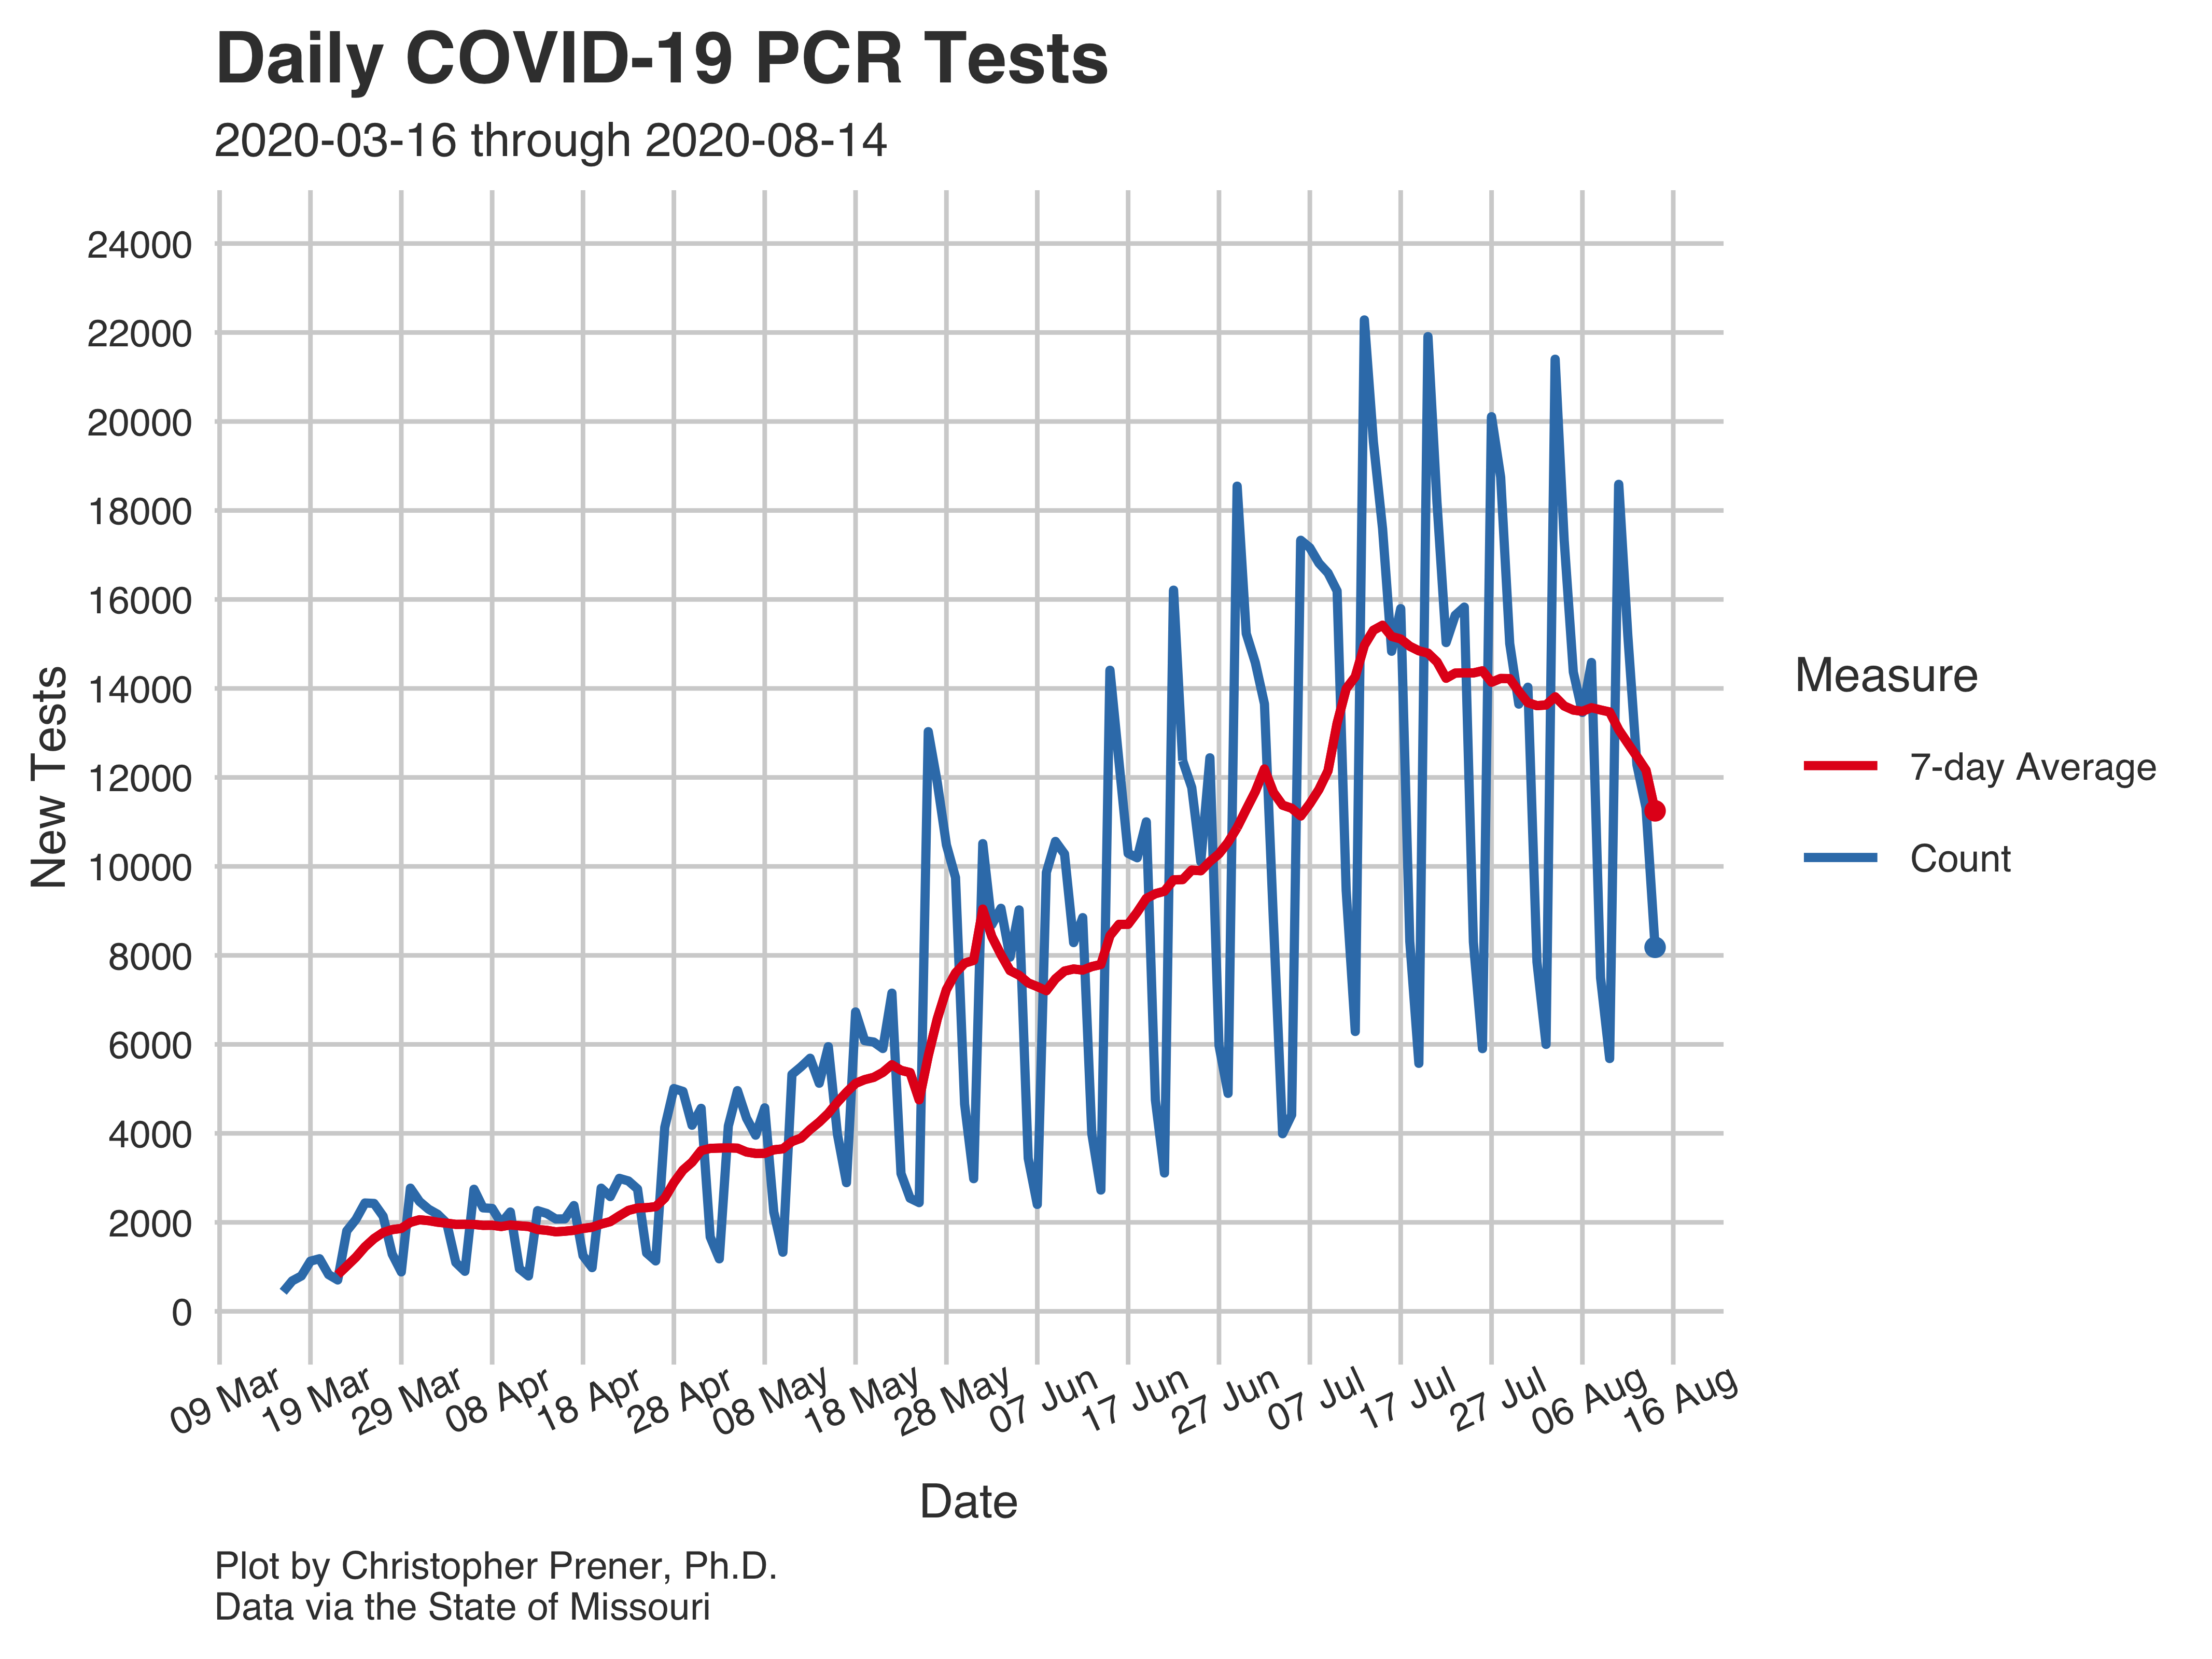 Daily COVID-19 PCR Tests
2020-03-16 through 2020-08-14
24000
22000
20000
18000
16000
14000
12000
10000
8000
6000
4000
2000
0
New Tests
09 Mar
19 Mar
29 Mar
08 Apr
18 Apr
28 Apr
08 May
18 May
28 May
07 Jun
17 Jun
27 Jun
07 Jul
17 Jul
27 Jul
06 Aug
16 Aug
Date
Measure
7-day Average
Count
Plot by Christopher Prener, Ph.D.
Data via the State of Missouri